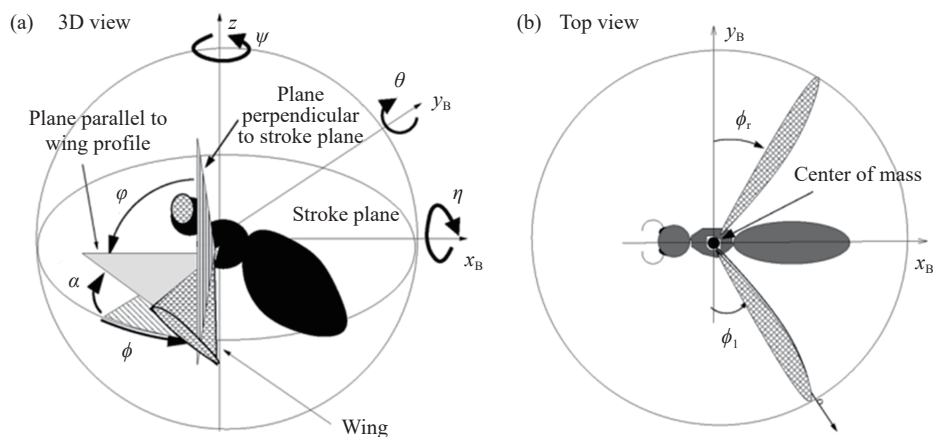 (a) 3D view
z
ψ
θ
y_B
Plane parallel to
wing profile
Plane
perpendicular
to stroke plane
φ
Stroke plane
η
x_B
α
ϕ
Wing
(b) Top view
y_B
ϕ_r
Center of mass
x_B
ϕ_1